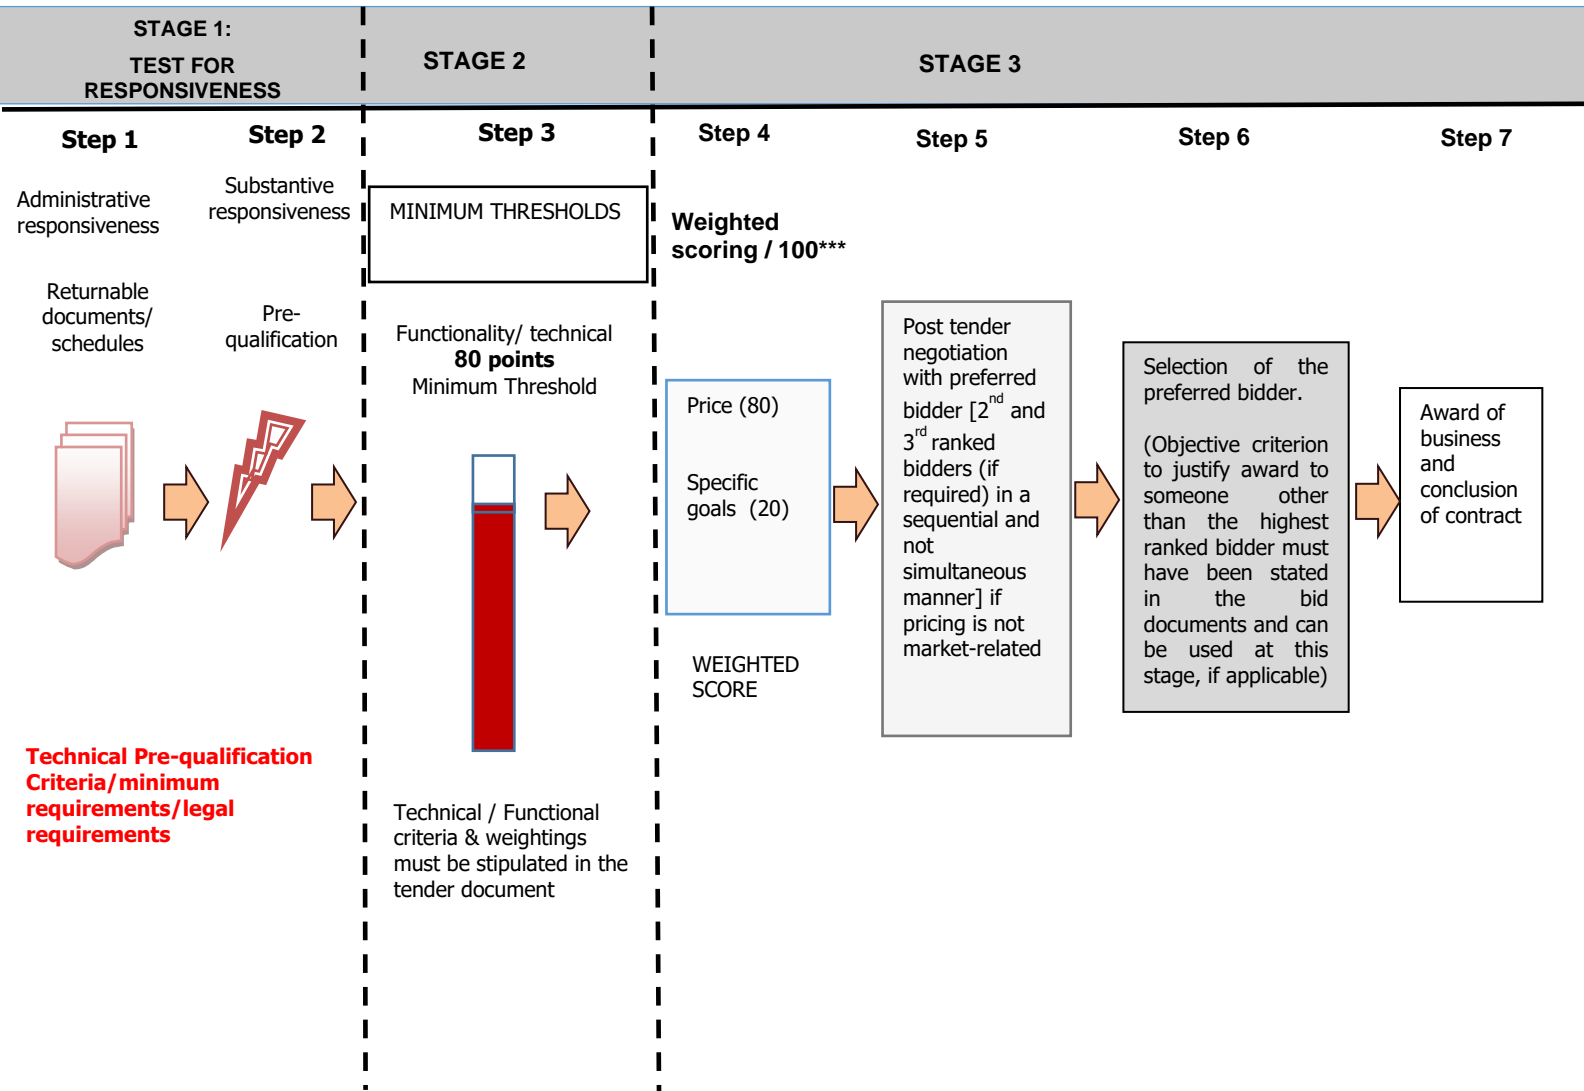 STAGE 1:
TEST FOR
RESPONSIVENESS
STAGE 2
STAGE 3
Step 1
Step 2
Step 3
Step 4
Step 5
Step 6
Step 7
Administrative
responsiveness
Returnable
documents/
schedules
Substantive
responsiveness
Pre-
qualification
Technical Pre-qualification
Criteria/minimum
requirements/legal
requirements
MINIMUM THRESHOLDS
Functionality/ technical
80 points
Minimum Threshold
Technical / Functional
criteria & weightings
must be stipulated in the
tender document
Weighted
scoring / 100***
Price (80)
Specific
goals (20)
WEIGHTED
SCORE
Post tender
negotiation
with preferred
bidder [2nd and
3rd ranked
bidders (if
required) in a
sequential and
not
simultaneous
manner] if
pricing is not
market-related
Selection of the
preferred bidder.
(Objective criterion
to justify award to
someone other
than the highest
ranked bidder must
have been stated
in the bid
documents and can
be used at this
stage, if applicable)
Award of
business
and
conclusion
of contract